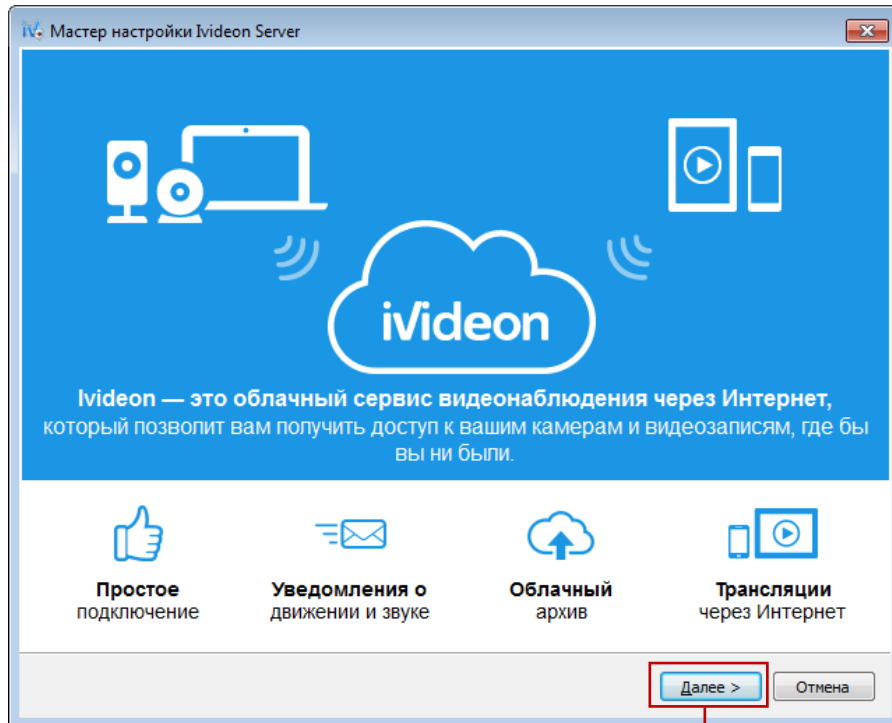 Мастер настройки Ivideon Server
iVideon
Ivideon — это облачный сервис видеонаблюдения через Интернет,
который позволит вам получить доступ к вашим камерам и видеозаписям, где бы
вы ни были.
Простое
подключение
Уведомления о
движении и звуке
Облачный
архив
Трансляции
через Интернет
Далее >
Отмена